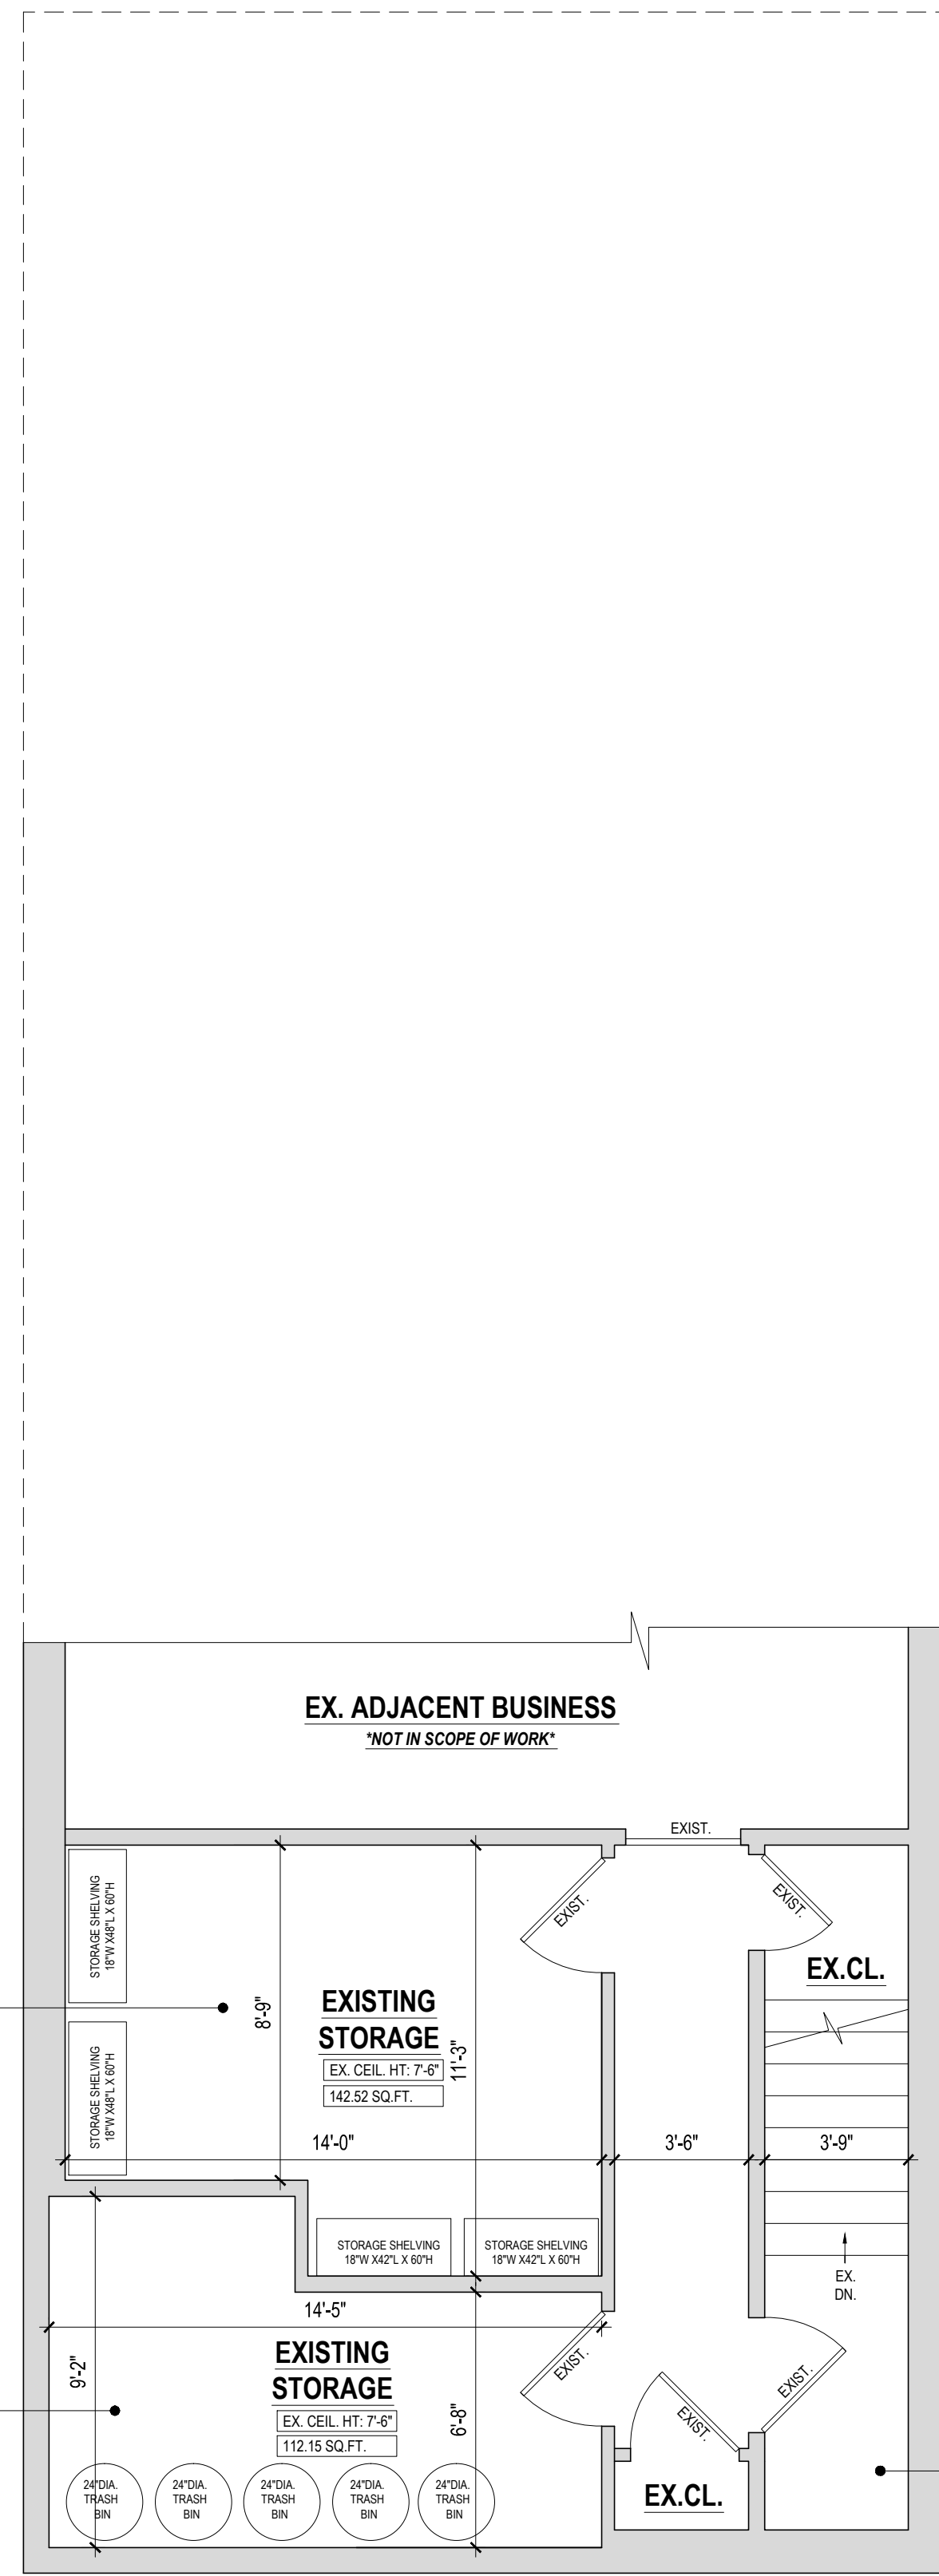 EX. ADJACENT BUSINESS
*NOT IN SCOPE OF WORK*
EXIST.
STORAGE SHELVING
18"W X48"L X 60"H
EXIST.
EXIST.
EX.CL.
8'-9"
EXISTING
STORAGE
EX. CEIL. HT: 7'-6"
142.52 SQ.FT.
11'-3"
STORAGE SHELVING
18"W X48"L X 60"H
14'-0"
3'-6"
3'-9"
STORAGE SHELVING
18"W X42"L X 60"H
STORAGE SHELVING
18"W X42"L X 60"H
EX.
DN.
14'-5"
9'-2"
EXISTING
STORAGE
EX. CEIL. HT: 7'-6"
112.15 SQ.FT.
6'-8"
EXIST.
EXIST.
EXIST.
24"DIA.
TRASH
BIN
24"DIA.
TRASH
BIN
24"DIA.
TRASH
BIN
24"DIA.
TRASH
BIN
24"DIA.
TRASH
BIN
EX.CL.